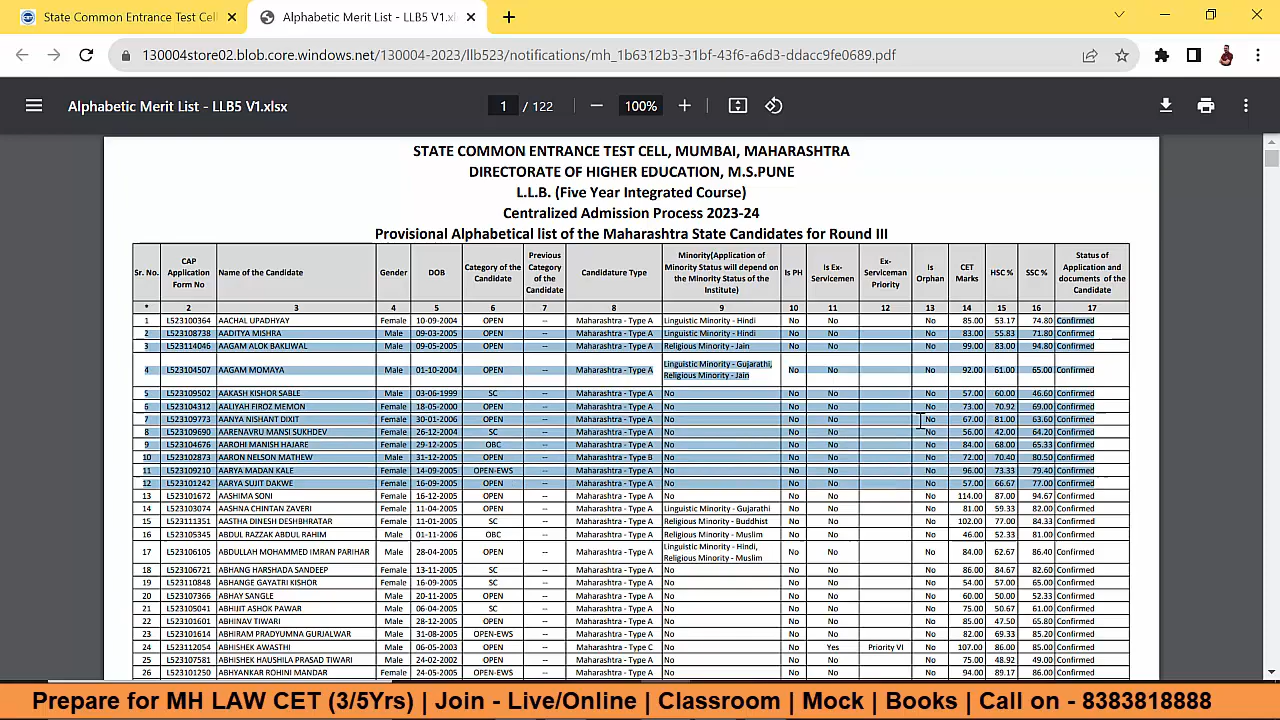 State Common Entrance Test Cell
Alphabetic Merit List - LLB5 V1.xls
130004store02.blob.core.windows.net/130004-2023/llb523/notifications/mh_1b6312b3-31bf-43f6-a6d3-ddacc9fe0689.pdf
Alphabetic Merit List - LLB5 V1.xlsx
1 / 122
100%
STATE COMMON ENTRANCE TEST CELL, MUMBAI, MAHARASHTRA
DIRECTORATE OF HIGHER EDUCATION, M.S.PUNE
L.L.B. (Five Year Integrated Course)
Centralized Admission Process 2023-24
Provisional Alphabetical list of the Maharashtra State Candidates for Round III
Sr. No. CAP Application Form No Name of the Candidate Gender DOB Category of the Candidate Previous Category of the Candidate Candidature Type Minority(Application of Minority Status will depend on the Minority Status of the Institute) Is PH Is Ex-Serviceman Ex-Serviceman Priority Is Orphan CET Marks HSC % SSC % Status of Application and documents of the Candidate
* 2 3 4 5 6 7 8 9 10 11 12 13 14 15 16 17
1 L523100364 AACHAL UPADHYAY Female 10-09-2004 OPEN -- Maharashtra - Type A Linguistic Minority - Hindi No No No 85.00 53.17 74.80 Confirmed
2 L523108738 AADITYA MISHRA Male 09-03-2005 OPEN -- Maharashtra - Type A Linguistic Minority - Hindi No No No 83.00 55.83 71.80 Confirmed
3 L523114046 AAGAM ALOK BAKLIWAL Male 09-05-2005 OPEN -- Maharashtra - Type A Religious Minority - Jain No No No 99.00 83.00 94.80 Confirmed
4 L523104507 AAGAM MOMAYA Male 01-10-2004 OPEN -- Maharashtra - Type A Linguistic Minority - Gujarathi, Religious Minority - Jain No No No 92.00 61.00 65.00 Confirmed
5 L523109502 AAKASH KISHOR SABLE Male 03-06-1999 SC -- Maharashtra - Type A No No No No 57.00 60.00 46.60 Confirmed
6 L523104312 AALIYAH FIROZ MEMON Female 18-05-2000 OPEN -- Maharashtra - Type A No No No No 73.00 70.92 69.00 Confirmed
7 L523109773 AANYA NISHANT DIXIT Female 30-01-2006 OPEN -- Maharashtra - Type A No No No No 67.00 81.00 63.60 Confirmed
8 L523109690 AARENAVRU MANSI SUKHDEV Female 26-12-2004 SC -- Maharashtra - Type A No No No No 56.00 42.00 64.20 Confirmed
9 L523104676 AAROHI MANISH HAJARE Female 29-12-2005 OBC -- Maharashtra - Type A No No No No 84.00 68.00 65.33 Confirmed
10 L523102873 AARON NELSON MATHEW Male 31-12-2005 OPEN -- Maharashtra - Type B No No No No 72.00 70.40 80.50 Confirmed
11 L523109210 AARYA MADAN KALE Female 14-09-2005 OPEN-EWS -- Maharashtra - Type A No No No No 96.00 73.33 79.40 Confirmed
12 L523101242 AARYA SUJIT DAKWE Female 16-09-2005 OPEN -- Maharashtra - Type A No No No No 57.00 66.67 77.00 Confirmed
13 L523101672 AASHIMA SONI Female 16-12-2005 OPEN -- Maharashtra - Type A No No No No 114.00 87.00 94.67 Confirmed
14 L523103074 AASHNA CHINTAN ZAVERI Female 11-04-2005 OPEN -- Maharashtra - Type A Linguistic Minority - Gujarathi No No No 81.00 59.33 82.00 Confirmed
15 L523111351 AASTHA DINESH DESHBHRATAR Female 11-01-2005 SC -- Maharashtra - Type A Religious Minority - Buddhist No No No 102.00 77.00 84.33 Confirmed
16 L523105345 ABDUL RAZZAK ABDUL RAHIM Male 01-11-2006 OBC -- Maharashtra - Type A Religious Minority - Muslim No No No 46.00 52.33 81.00 Confirmed
17 L523106105 ABDULLAH MOHAMMED IMRAN PARIHAR Male 28-04-2005 OPEN -- Maharashtra - Type A Linguistic Minority - Hindi, Religious Minority - Muslim No No No 84.00 62.67 86.40 Confirmed
18 L523106721 ABHANG HARSHADA SANDEEP Female 13-11-2005 SC -- Maharashtra - Type A No No No No 86.00 84.67 82.60 Confirmed
19 L523110848 ABHANGE GAYATRI KISHOR Female 16-09-2005 SC -- Maharashtra - Type A No No No No 54.00 57.00 65.00 Confirmed
20 L523107366 ABHAY SANGLE Male 20-11-2005 OPEN -- Maharashtra - Type A No No No No 60.00 50.00 52.33 Confirmed
21 L523105041 ABHIJIT ASHOK PAWAR Male 06-04-2005 SC -- Maharashtra - Type A No No No No 75.00 50.67 61.00 Confirmed
22 L523101601 ABHINAV TIWARI Male 28-12-2005 OPEN -- Maharashtra - Type A No No No No 85.00 47.50 65.80 Confirmed
23 L523101614 ABHIRAM PRADYUMNA GURJALWAR Male 31-08-2005 OPEN-EWS -- Maharashtra - Type A No No No No 82.00 69.33 85.20 Confirmed
24 L523112054 ABHISHEK AWASTHI Male 06-05-2003 OPEN -- Maharashtra - Type C No No Yes Priority VI No 107.00 86.00 85.00 Confirmed
25 L523107581 ABHISHEK HAUSHILA PRASAD TIWARI Male 24-02-2002 OPEN -- Maharashtra - Type A No No No No 75.00 48.92 49.00 Confirmed
26 L523101250 ABHYANKAR ROHINI MANDAR Female 24-05-2005 OPEN-EWS -- Maharashtra - Type A No No No No 94.00 89.17 86.00 Confirmed
Prepare for MH LAW CET (3/5Yrs) | Join - Live/Online | Classroom | Mock | Books | Call on - 8383818888